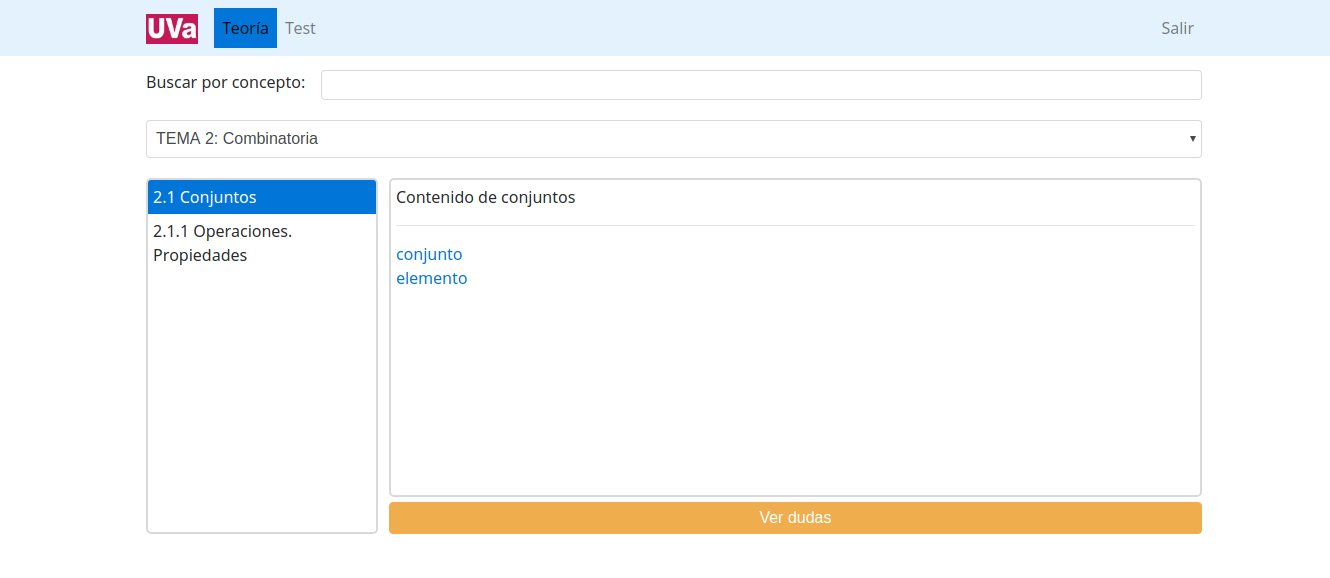 UVa Teoría Test Salir
Buscar por concepto:
TEMA 2: Combinatoria
2.1 Conjuntos
2.1.1 Operaciones.
Propiedades
Contenido de conjuntos
conjunto
elemento
Ver dudas